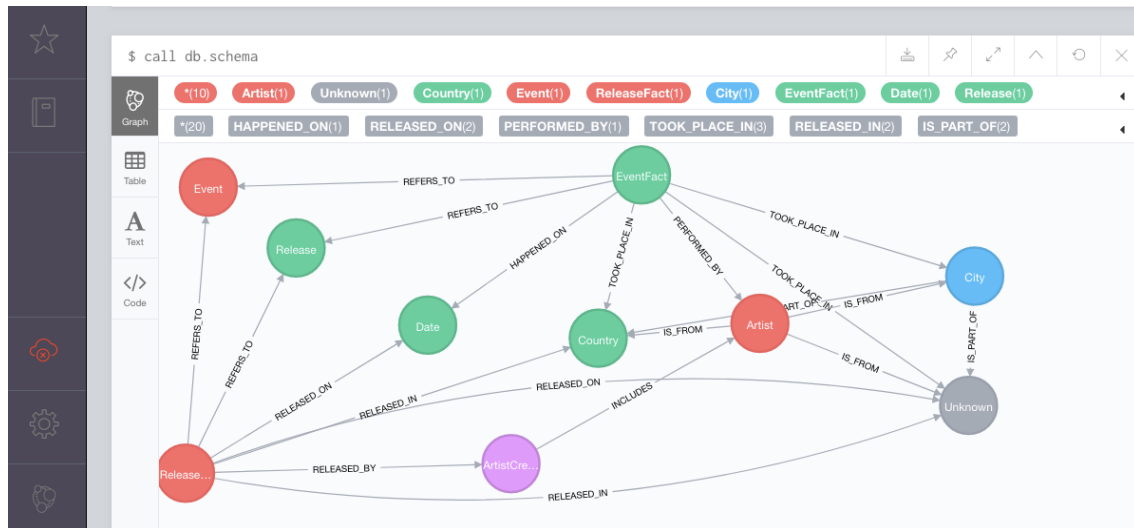 $ call db.schema
*(10) Artist(1) Unknown(1) Country(1) Event(1) ReleaseFact(1) City(1) EventFact(1) Date(1) Release(1)
*(20) HAPPENED_ON(1) RELEASED_ON(2) PERFORMED_BY(1) TOOK_PLACE_IN(3) RELEASED_IN(2) IS_PART_OF(2)
Graph
Table
A
Text
</>
Code
EventFact
Event
REFERS_TO
REFERS_TO
TOOK_PLACE_IN
Release
HAPPENED_ON
TOOK_PLACE_IN
PERFORMED_BY
TOOK_PLACE_IN
City
REFERS_TO
REFERS_TO
Date
Country
PART_OF
IS_FROM
IS_FROM
Artist
IS_PART_OF
IS_FROM
RELEASED_ON
RELEASED_IN
RELEASED_ON
INCLUDES
Unknown
Release...
RELEASED_BY
ArtistCre...
RELEASED_IN